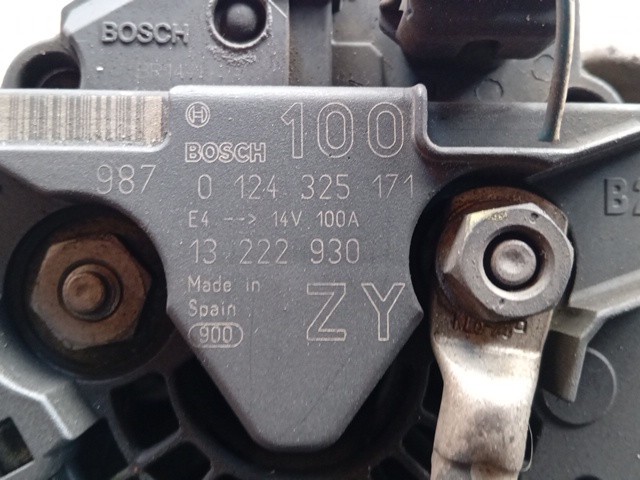 BOSCH
BOSCH 100
987 0 124 325 171
E4 --> 14V 100A
13 222 930
Made in
Spain
900
ZY